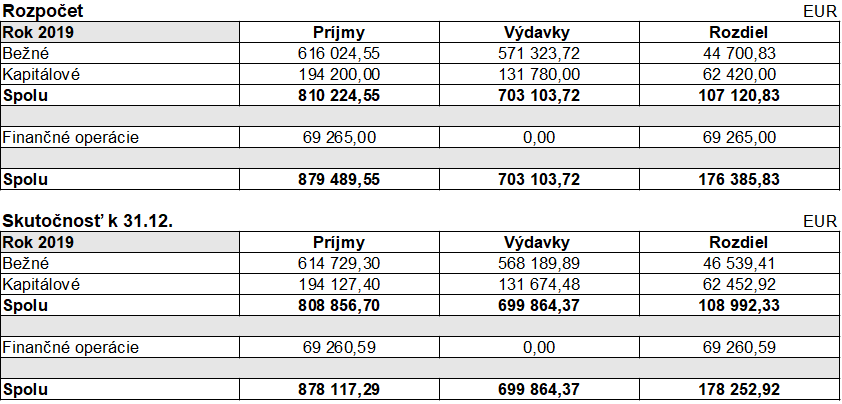 Rozpočet EUR
Rok 2019 Príjmy Výdavky Rozdiel
Bežné 616 024,55 571 323,72 44 700,83
Kapitálové 194 200,00 131 780,00 62 420,00
Spolu 810 224,55 703 103,72 107 120,83
Finančné operácie 69 265,00 0,00 69 265,00
Spolu 879 489,55 703 103,72 176 385,83
Skutočnosť k 31.12. EUR
Rok 2019 Príjmy Výdavky Rozdiel
Bežné 614 729,30 568 189,89 46 539,41
Kapitálové 194 127,40 131 674,48 62 452,92
Spolu 808 856,70 699 864,37 108 992,33
Finančné operácie 69 260,59 0,00 69 260,59
Spolu 878 117,29 699 864,37 178 252,92